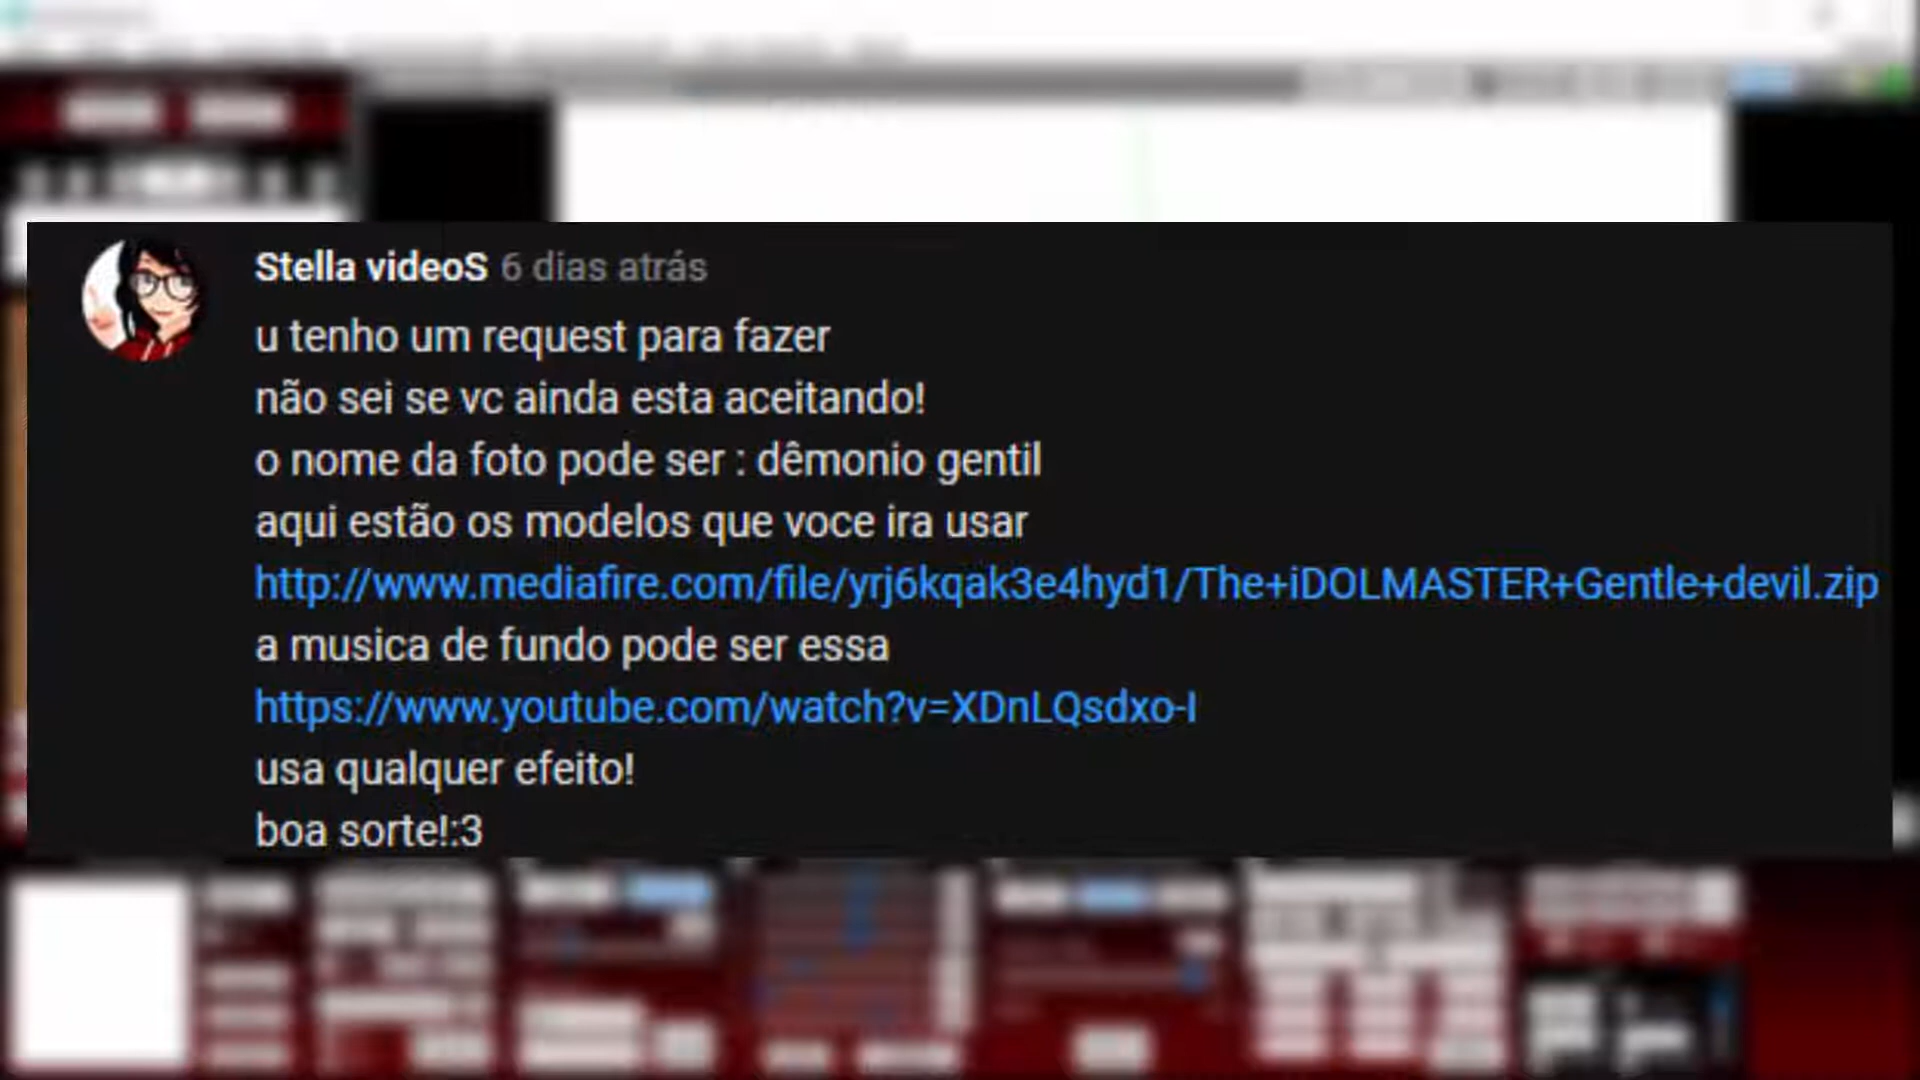 Stella videoS 6 dias atrás
u tenho um request para fazer
não sei se vc ainda esta aceitando!
o nome da foto pode ser : dêmonio gentil
aqui estão os modelos que voce ira usar
http://www.mediafire.com/file/yrj6kqak3e4hyd1/The+iDOLMASTER+Gentle+devil.zip
a musica de fundo pode ser essa
https://www.youtube.com/watch?v=XDnLQsdxo-I
usa qualquer efeito!
boa sorte!:3